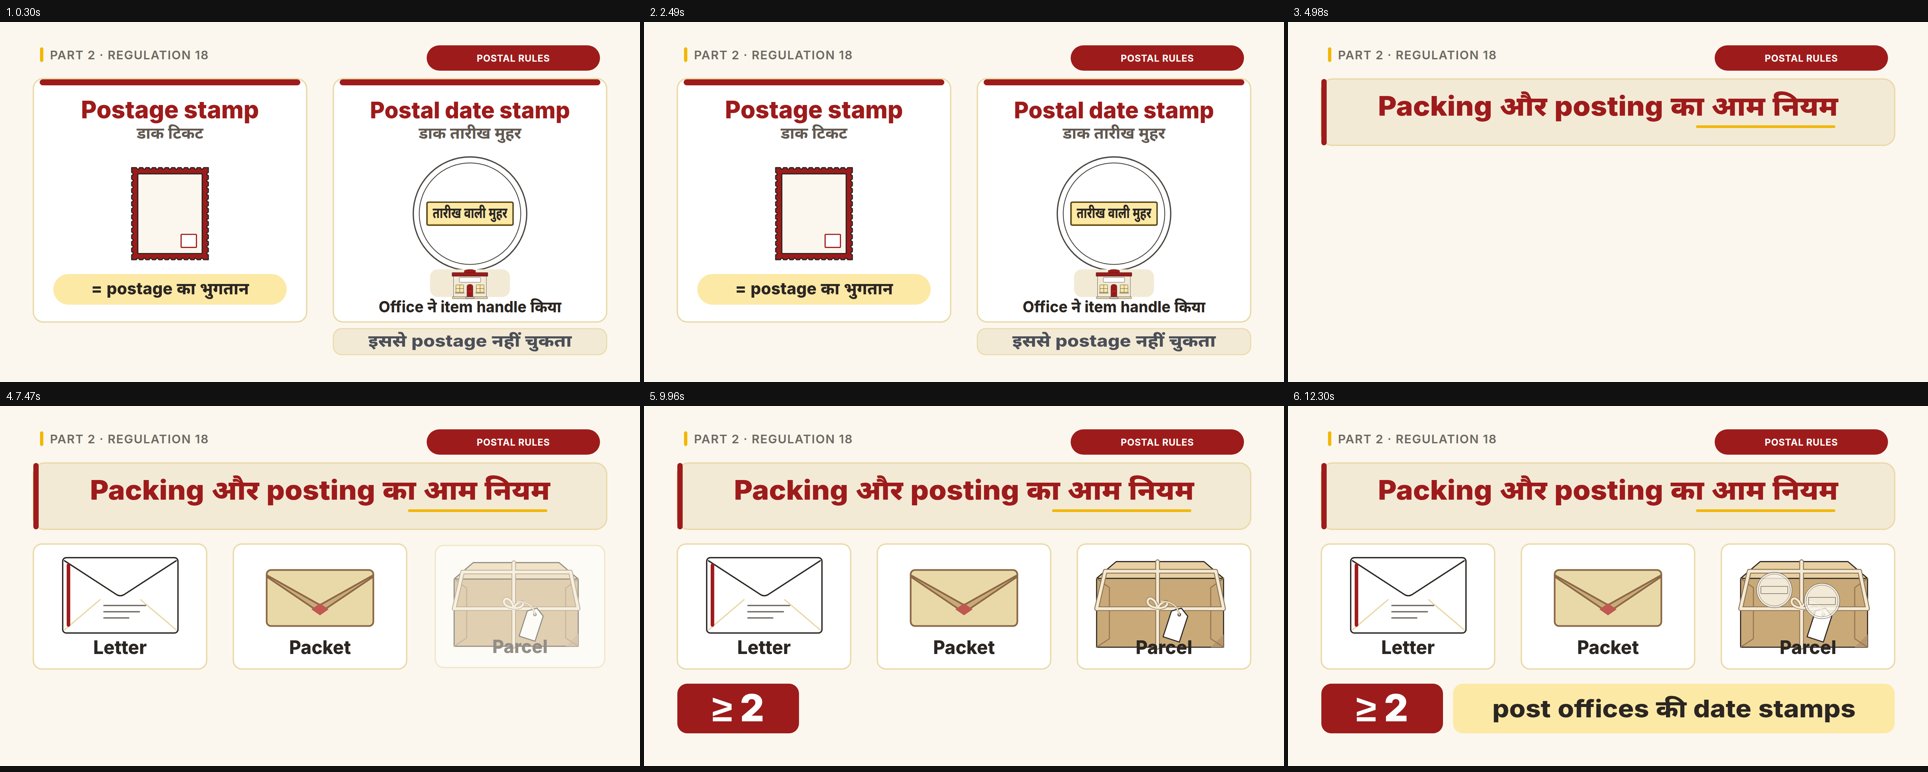 1. 0.30s
PART 2 · REGULATION 18
POSTAL RULES
Postage stamp
डाक टिकट
= postage का भुगतान
Postal date stamp
डाक तारीख मुहर
तारीख वाली मुहर
Office ने item handle किया
इससे postage नहीं चुकता
2. 2.49s
PART 2 · REGULATION 18
POSTAL RULES
Postage stamp
डाक टिकट
= postage का भुगतान
Postal date stamp
डाक तारीख मुहर
तारीख वाली मुहर
Office ने item handle किया
इससे postage नहीं चुकता
3. 4.98s
PART 2 · REGULATION 18
POSTAL RULES
Packing और posting का आम नियम
4. 7.47s
PART 2 · REGULATION 18
POSTAL RULES
Packing और posting का आम नियम
Letter
Packet
Parcel
5. 9.96s
PART 2 · REGULATION 18
POSTAL RULES
Packing और posting का आम नियम
Letter
Packet
Parcel
≥ 2
6. 12.30s
PART 2 · REGULATION 18
POSTAL RULES
Packing और posting का आम नियम
Letter
Packet
Parcel
≥ 2
post offices की date stamps